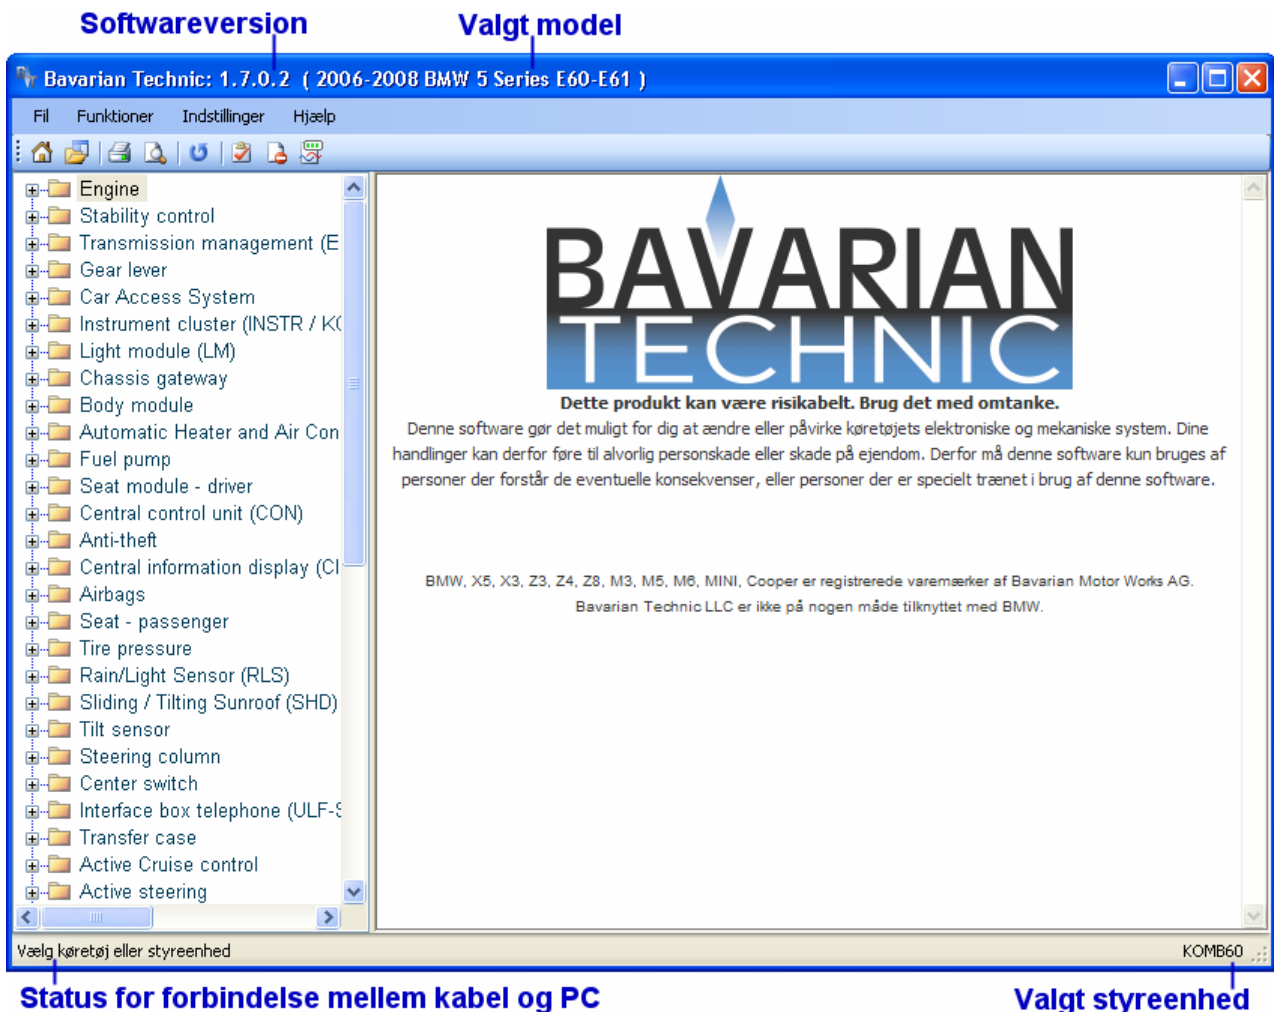 Softwareversion
Valgt model
Bavarian Technic: 1.7.0.2 ( 2006-2008 BMW 5 Series E60-E61 )
Fil Funktioner Indstillinger Hjælp
Engine
Stability control
Transmission management (E
Gear lever
Car Access System
Instrument cluster (INSTR / KO
Light module (LM)
Chassis gateway
Body module
Automatic Heater and Air Con
Fuel pump
Seat module - driver
Central control unit (CON)
Anti-theft
Central information display (CI
Airbags
Seat - passenger
Tire pressure
Rain/Light Sensor (RLS)
Sliding / Tilting Sunroof (SHD)
Tilt sensor
Steering column
Center switch
Interface box telephone (ULF-S
Transfer case
Active Cruise control
Active steering
BAVARIAN
TECHNIC
Dette produkt kan være risikabelt. Brug det med omtanke.
Denne software gør det muligt for dig at ændre eller påvirke køretøjets elektroniske og mekaniske system. Dine
handlinger kan derfor føre til alvorlig personskade eller skade på ejendom. Derfor må denne software kun bruges af
personer der forstår de eventuelle konsekvenser, eller personer der er specielt trænet i brug af denne software.
BMW, X5, X3, Z3, Z4, Z8, M3, M5, M6, MINI, Cooper er registrerede varemærker af Bavarian Motor Works AG.
Bavarian Technic LLC er ikke på nogen måde tilknyttet med BMW.
Vælg køretøj eller styreenhed
KOMB60
Status for forbindelse mellem kabel og PC
Valgt styreenhed